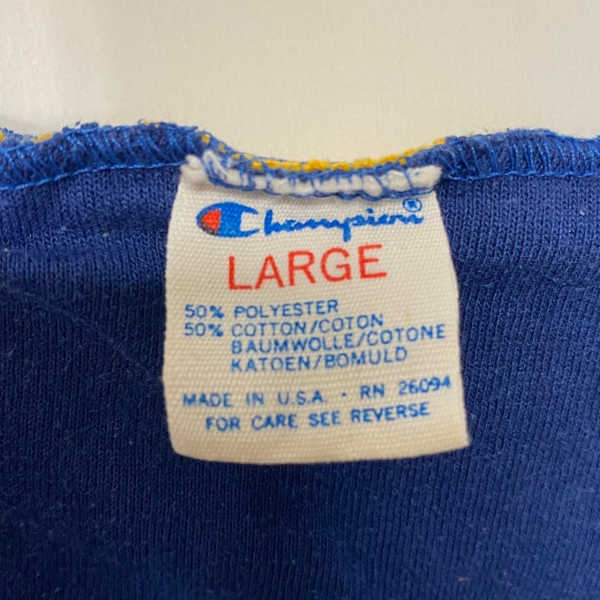 Champion®
LARGE
50% POLYESTER
50% COTTON/COTON
BAUMWOLLE/COTONE
KATOEN/BOMULD
MADE IN U.S.A. · RN 26094
FOR CARE SEE REVERSE